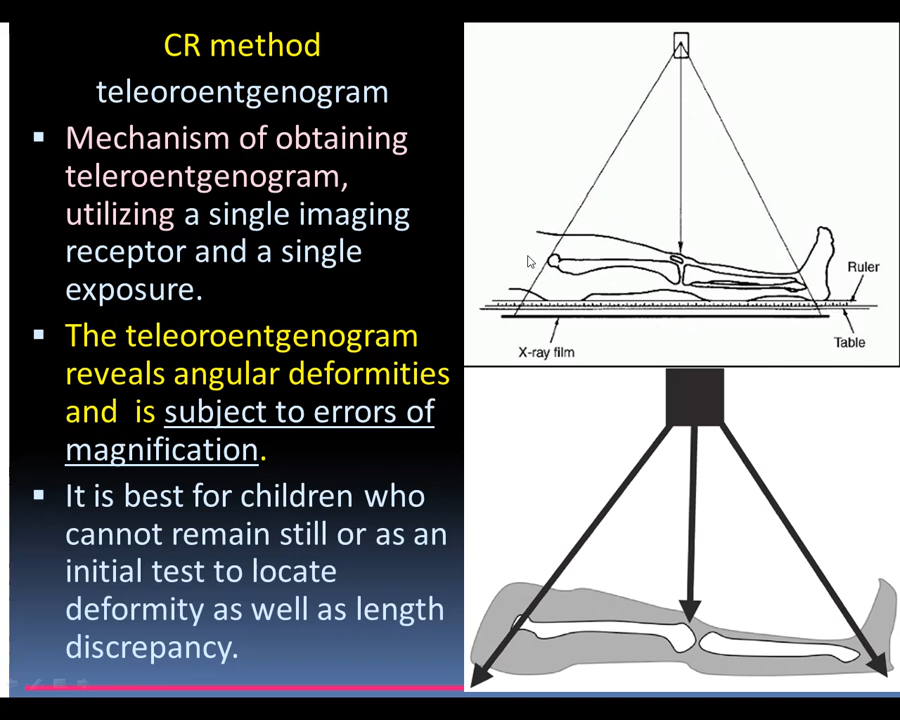 CR method
teleoroentgenogram
Mechanism of obtaining
teleroentgenogram,
utilizing a single imaging
receptor and a single
exposure.
The teleoroentgenogram
reveals angular deformities
and is subject to errors of
magnification.
It is best for children who
cannot remain still or as an
initial test to locate
deformity as well as length
discrepancy.
Ruler
Table
X-ray film